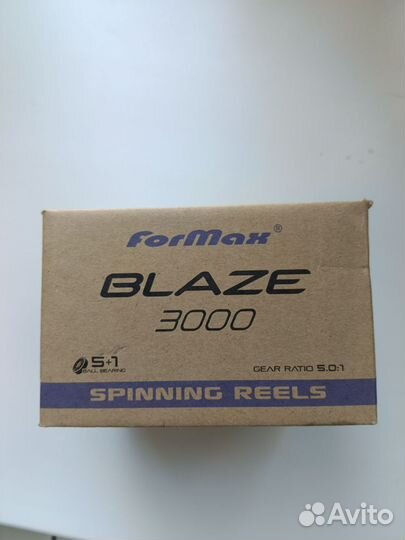 ForMax®
BLAZE
3000
5+1
BALL BEARING
GEAR RATIO 5.0:1
SPINNING REELS
Avito